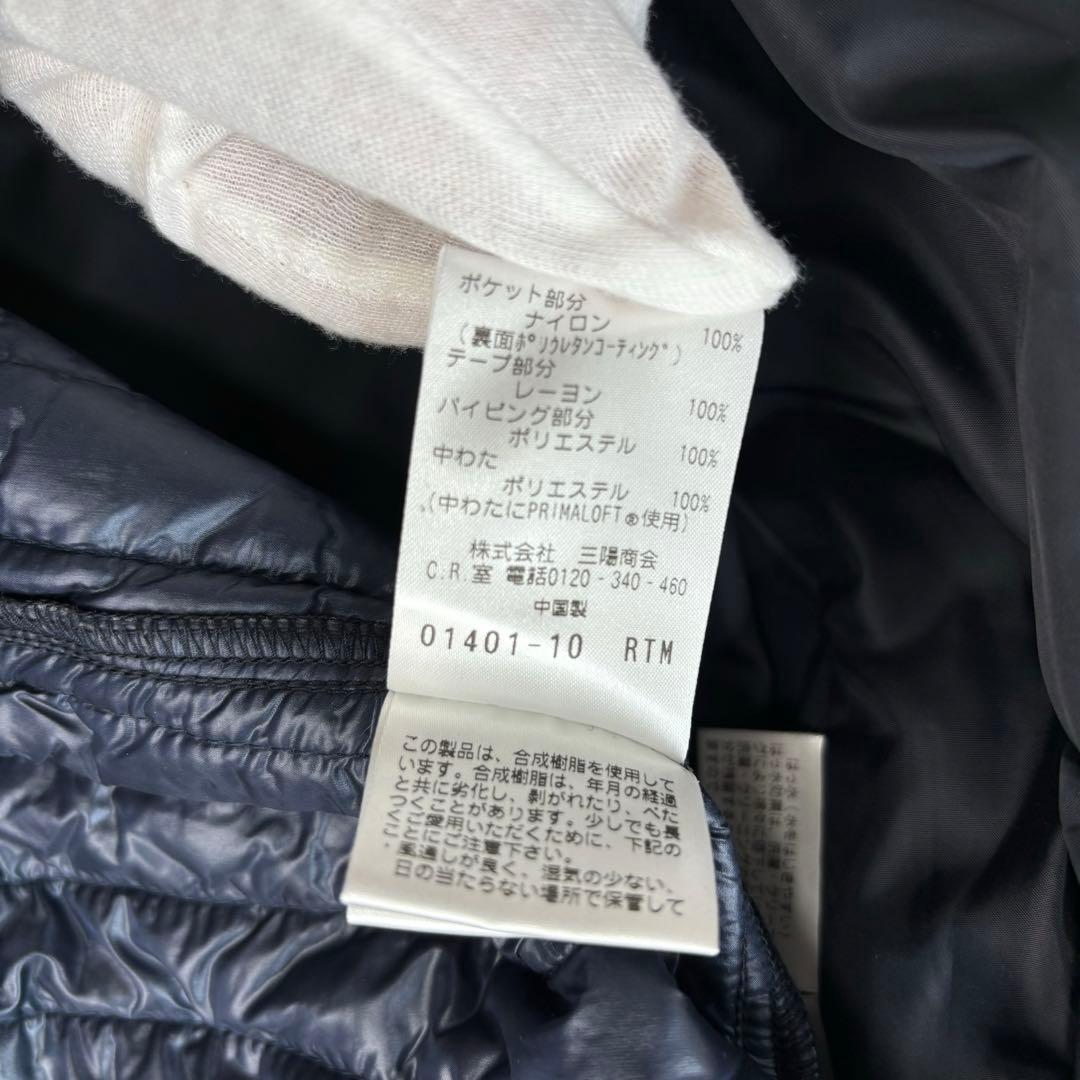 ポケット部分
ナイロン 100%
(裏面ポリウレタンコーティング)
テープ部分
レーヨン 100%
パイピング部分
ポリエステル 100%
中わた
ポリエステル 100%
(中わたにPRIMALOFT®使用)
株式会社 三陽商会
C.R.室 電話0120-340-460
中国製
01401-10 RTM
この製品は、合成樹脂を使用して
います。合成樹脂は、年月の経過
と共に劣化し、剥がれたり、べた
つくことがあります。少しでも長
くご愛用いただくために、下記の
ことにご注意下さい。
・風通しが良く、湿気の少ない、
日の当たらない場所で保管して